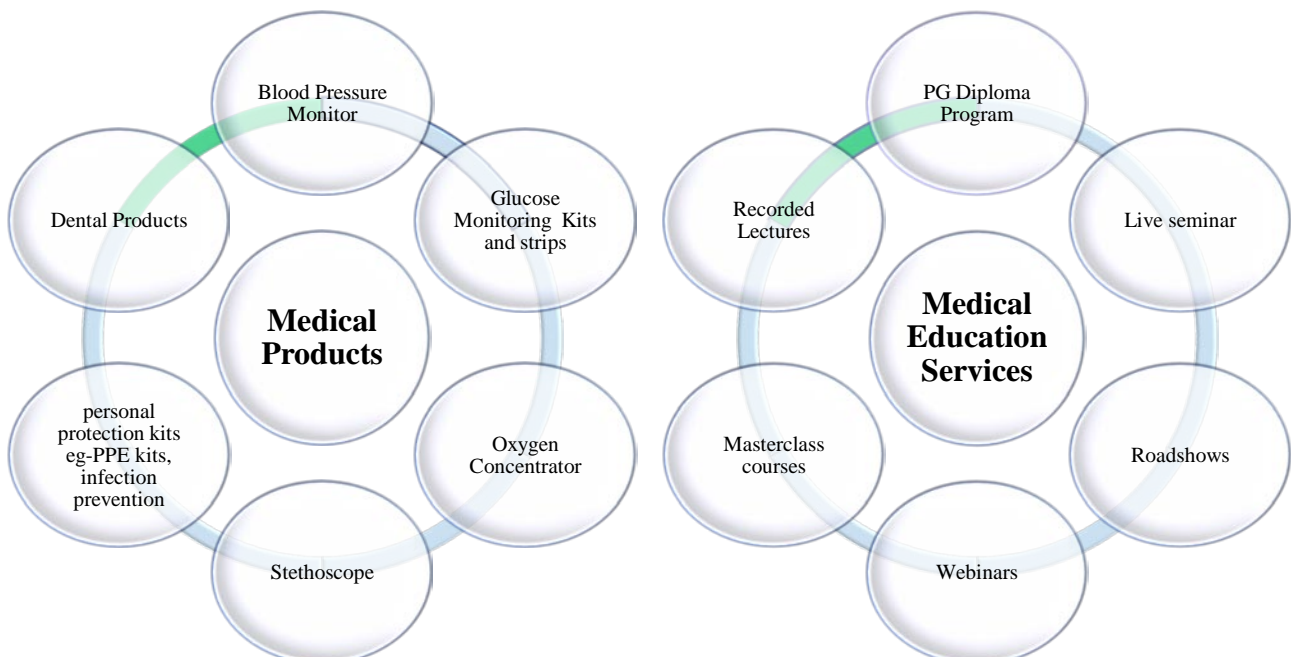 Blood Pressure
Monitor
Glucose
Monitoring Kits
and strips
Oxygen
Concentrator
Stethoscope
personal
protection kits
eg-PPE kits,
infection
prevention
Dental Products
Medical
Products
PG Diploma
Program
Live seminar
Roadshows
Webinars
Masterclass
courses
Recorded
Lectures
Medical
Education
Services